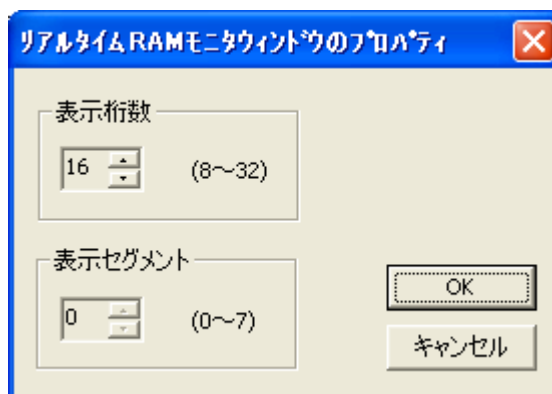 リアルタイムRAMモニタウィンドウのプロパティ
表示桁数
16 (8～32)
表示セグメント
0 (0～7)
OK
キャンセル